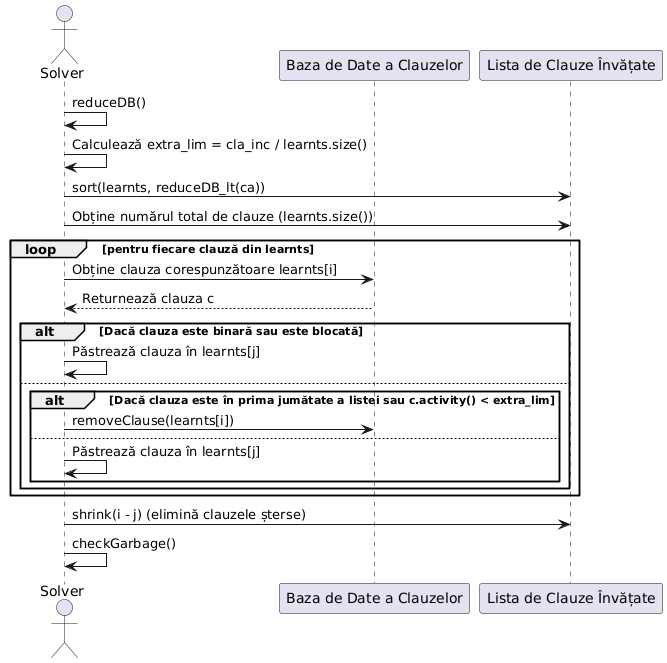 Solver
Baza de Date a Clauzelor
Lista de Clauze Învățate
reduceDB()
Calculează extra_lim = cla_inc / learnts.size()
sort(learnts, reduceDB_lt(ca))
Obține numărul total de clauze (learnts.size())
loop
[pentru fiecare clauză din learnts]
Obține clauza corespunzătoare learnts[i]
Returnează clauza c
alt
[Dacă clauza este binară sau este blocată]
Păstrează clauza în learnts[j]
alt
[Dacă clauza este în prima jumătate a listei sau c.activity() < extra_lim]
removeClause(learnts[i])
Păstrează clauza în learnts[j]
shrink(i - j) (elimină clauzele șterse)
checkGarbage()
Solver
Baza de Date a Clauzelor
Lista de Clauze Învățate